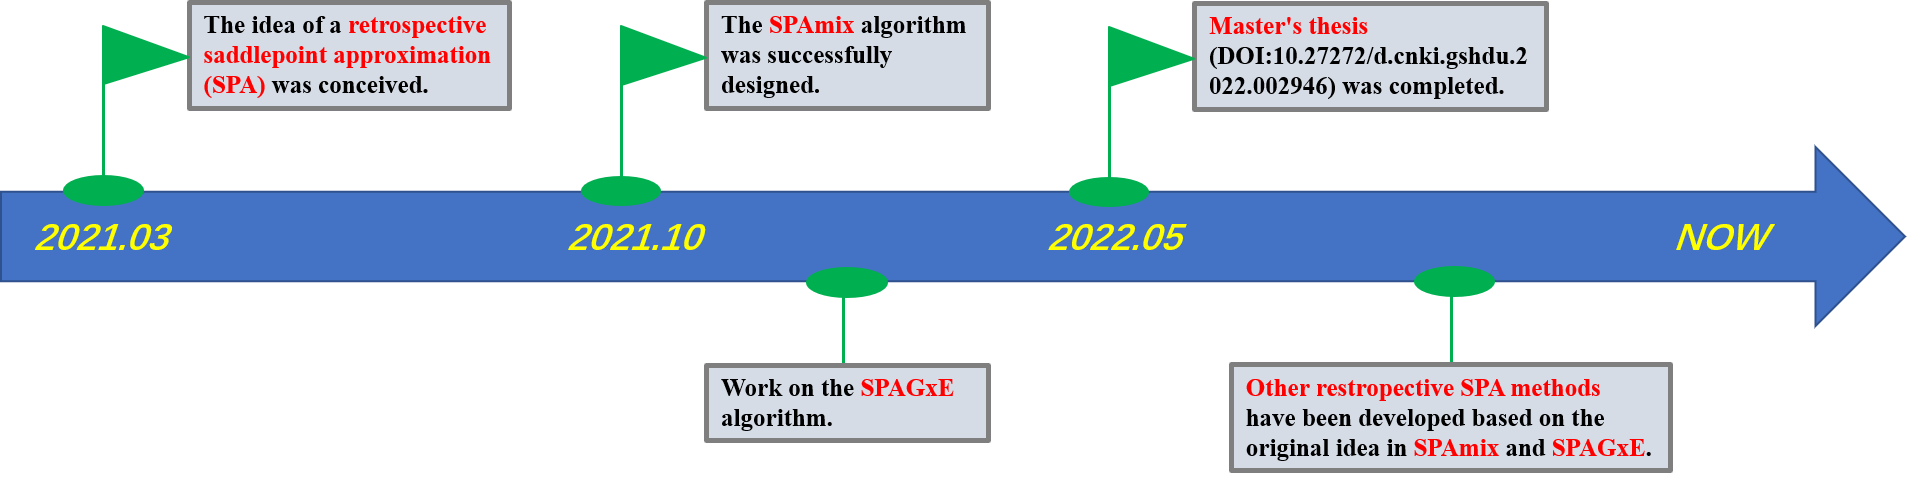 The idea of a retrospective
saddlepoint approximation
(SPA) was conceived.
The SPAmix algorithm
was successfully
designed.
Master's thesis
(DOI:10.27272/d.cnki.gshdu.2
022.002946) was completed.
2021.03
2021.10
2022.05
NOW
Work on the SPAGxE
algorithm.
Other restropective SPA methods
have been developed based on the
original idea in SPAmix and SPAGxE.